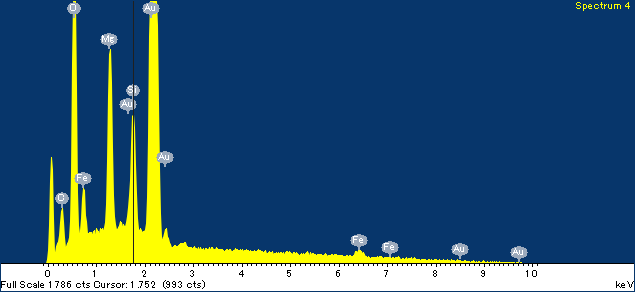 Spectrum 4
O Au
Mg
Si
Au
Au
Fe
Fe Fe Au Au
0 1 2 3 4 5 6 7 8 9 10
Full Scale 1786 cts Cursor: 1.752 (993 cts) keV